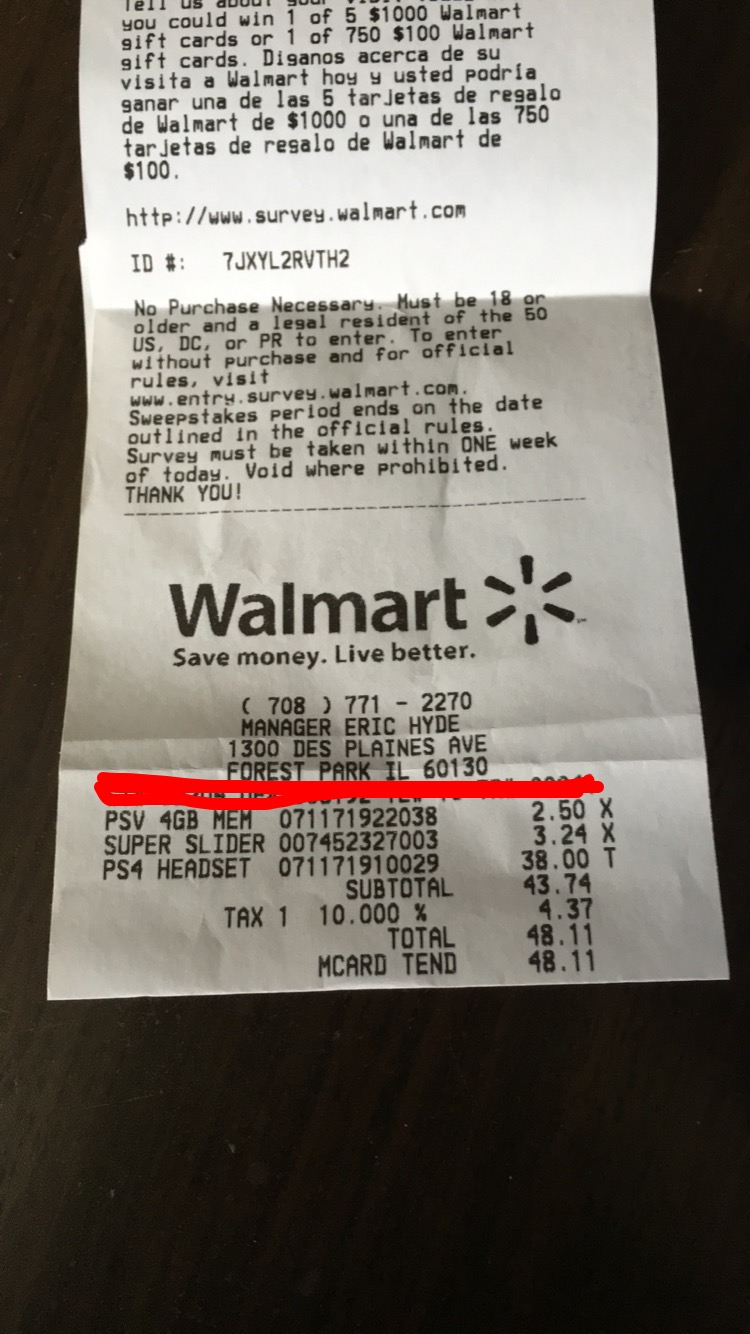 Tell us about your
you could win 1 of 5 $1000 Walmart
gift cards or 1 of 750 $100 Walmart
gift cards. Díganos acerca de su
visita a Walmart hoy y usted podría
ganar una de las 5 tarjetas de regalo
de Walmart de $1000 o una de las 750
tarjetas de regalo de Walmart de
$100.
http://www.survey.walmart.com
ID #: 7JXYL2RVTH2
No Purchase Necessary. Must be 18 or
older and a legal resident of the 50
US, DC, or PR to enter. To enter
without purchase and for official
rules, visit
www.entry.survey.walmart.com.
Sweepstakes period ends on the date
outlined in the official rules.
Survey must be taken within ONE week
of today. Void where prohibited.
THANK YOU!
Walmart
Save money. Live better.
( 708 ) 771 - 2270
MANAGER ERIC HYDE
1300 DES PLAINES AVE
FOREST PARK IL 60130
PSV 4GB MEM 071171922038 2.50 X
SUPER SLIDER 007452327003 3.24 X
PS4 HEADSET 071171910029 38.00 T
SUBTOTAL 43.74
TAX 1 10.000 % 4.37
TOTAL 48.11
MCARD TEND 48.11